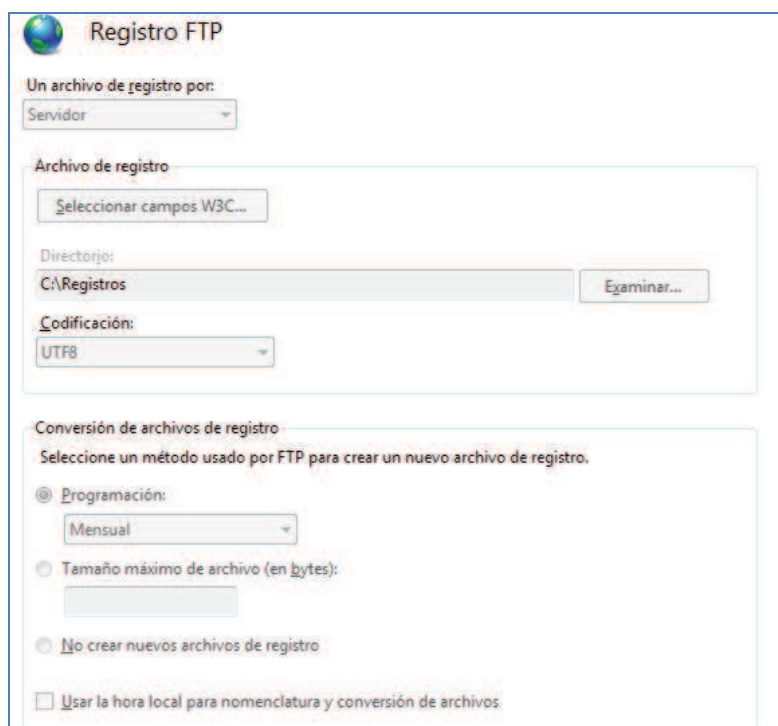 Registro FTP
Un archivo de registro por:
Servidor
Archivo de registro
Seleccionar campos W3C...
Directorio:
C:\Registros
Examinar...
Codificación:
UTF8
Conversión de archivos de registro
Seleccione un método usado por FTP para crear un nuevo archivo de registro.
Programación:
Mensual
Tamaño máximo de archivo (en bytes):
No crear nuevos archivos de registro
Usar la hora local para nomenclatura y conversión de archivos